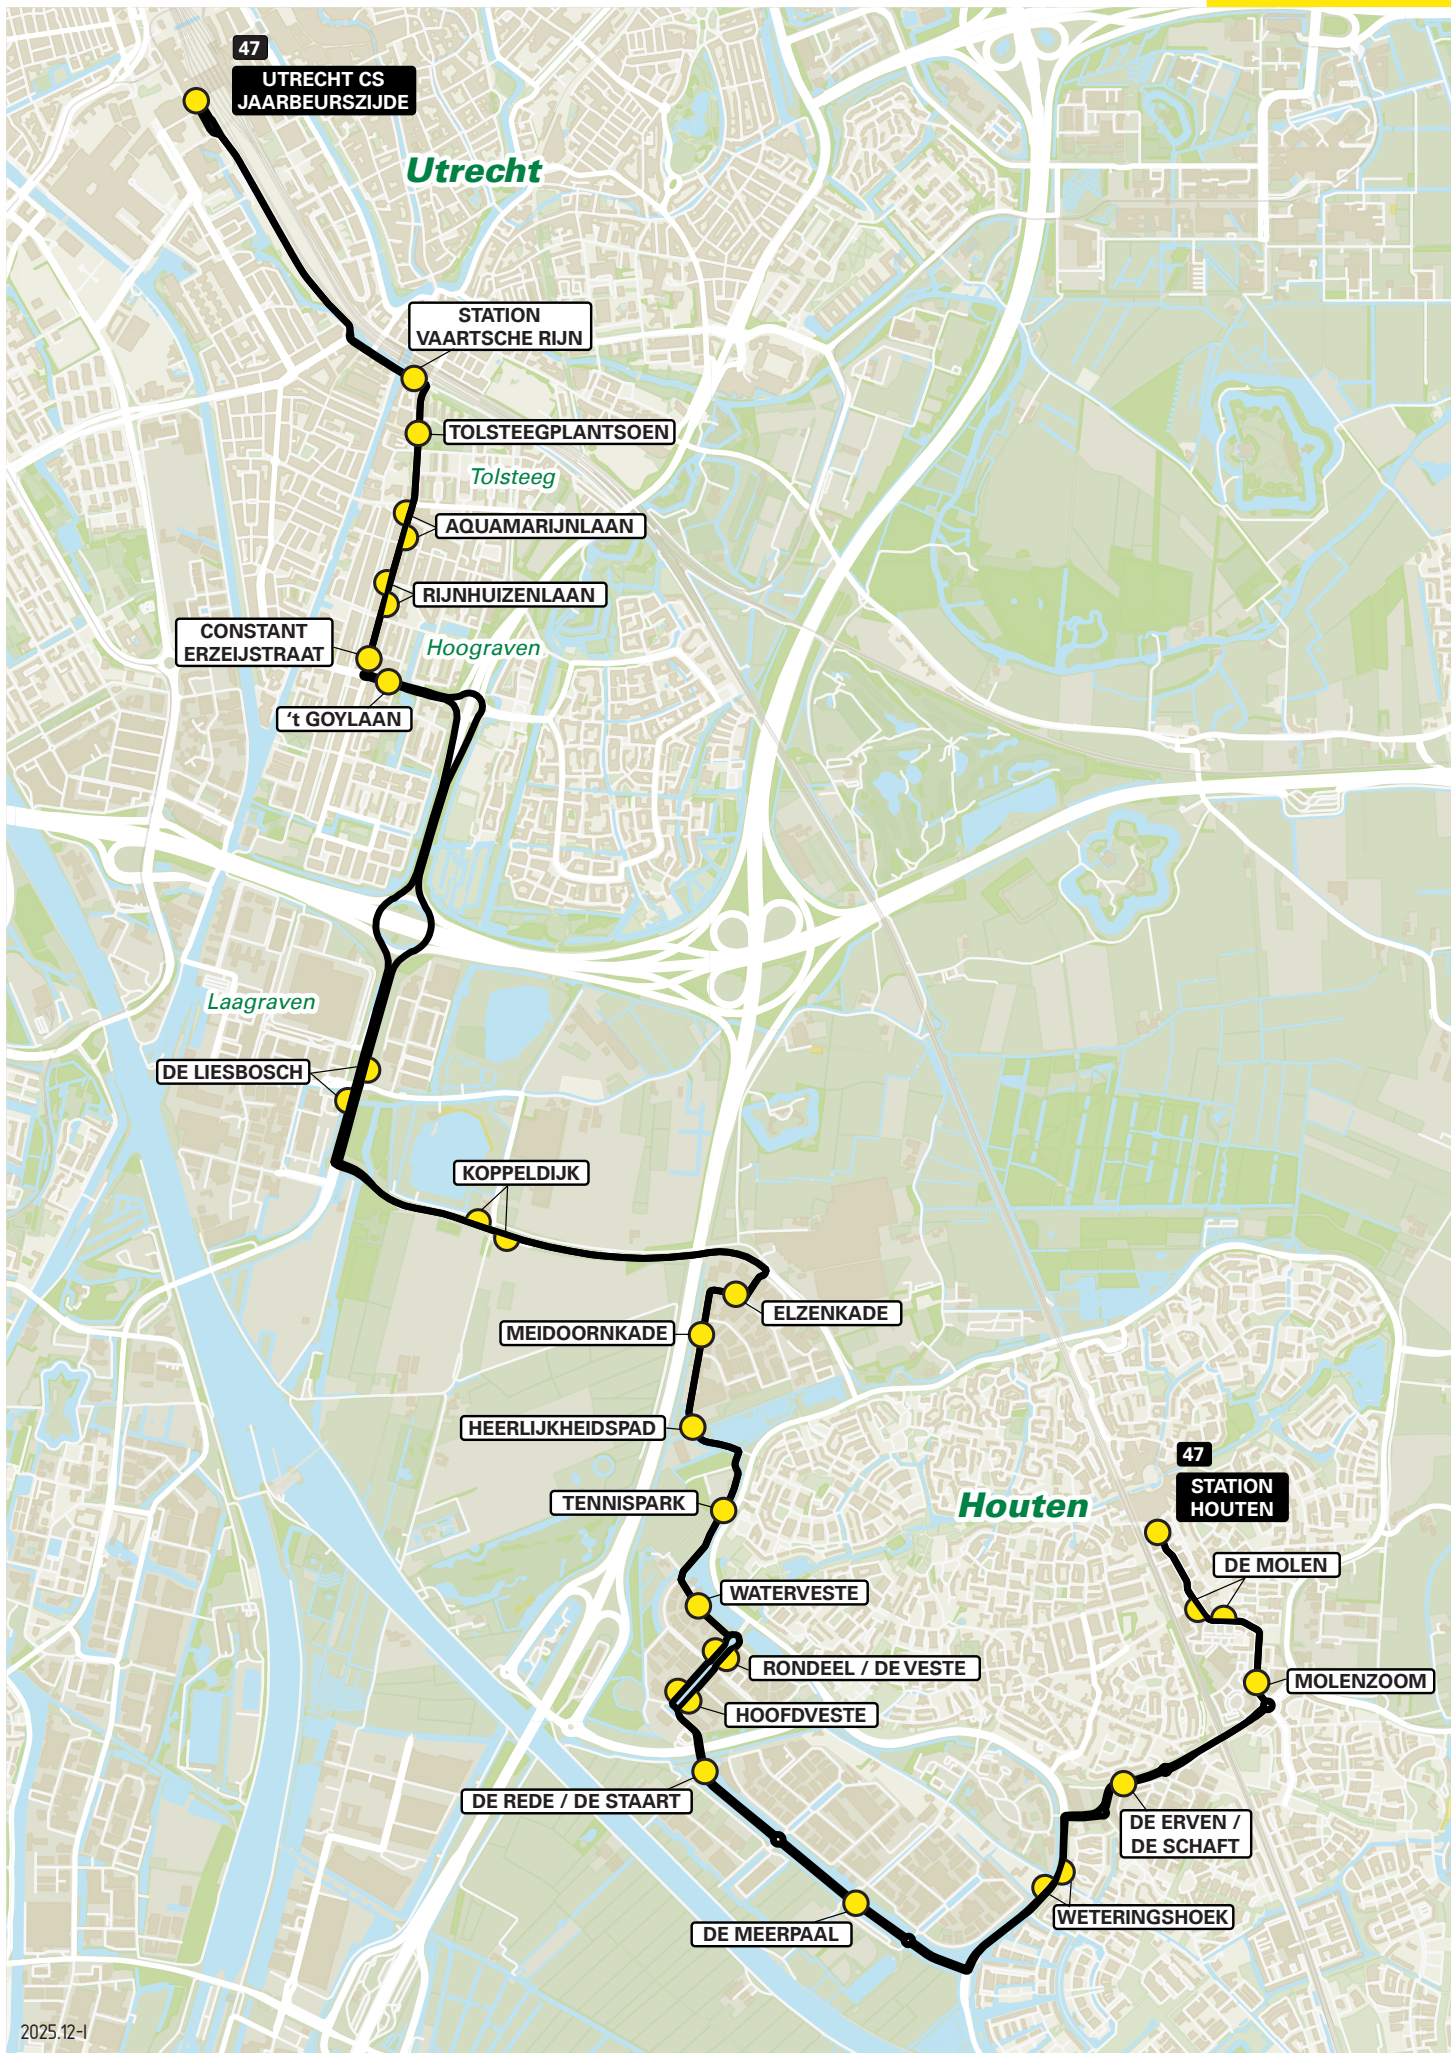 47
UTRECHT CS
JAARBEURSZIJDE
Utrecht
STATION
VAARTSCHE RIJN
TOLSTEEGPLANTSOEN
Tolsteeg
AQUAMARIJNLAAN
RIJNHUIZENLAAN
CONSTANT
ERZEIJSTRAAT
Hoograven
‘t GOYLAAN
Laagraven
DE LIESBOSCH
KOPPELDIJK
ELZENKADE
MEIDOORNKADE
HEERLIJKHEIDSPAD
TENNISPARK
Houten
47
STATION
HOUTEN
DE MOLEN
WATERVESTE
RONDEEL / DE VESTE
MOLENZOOM
HOOFDVESTE
DE REDE / DE STAART
DE ERVEN /
DE SCHAFT
WETERINGSHOEK
DE MEERPAAL
2025.12-I